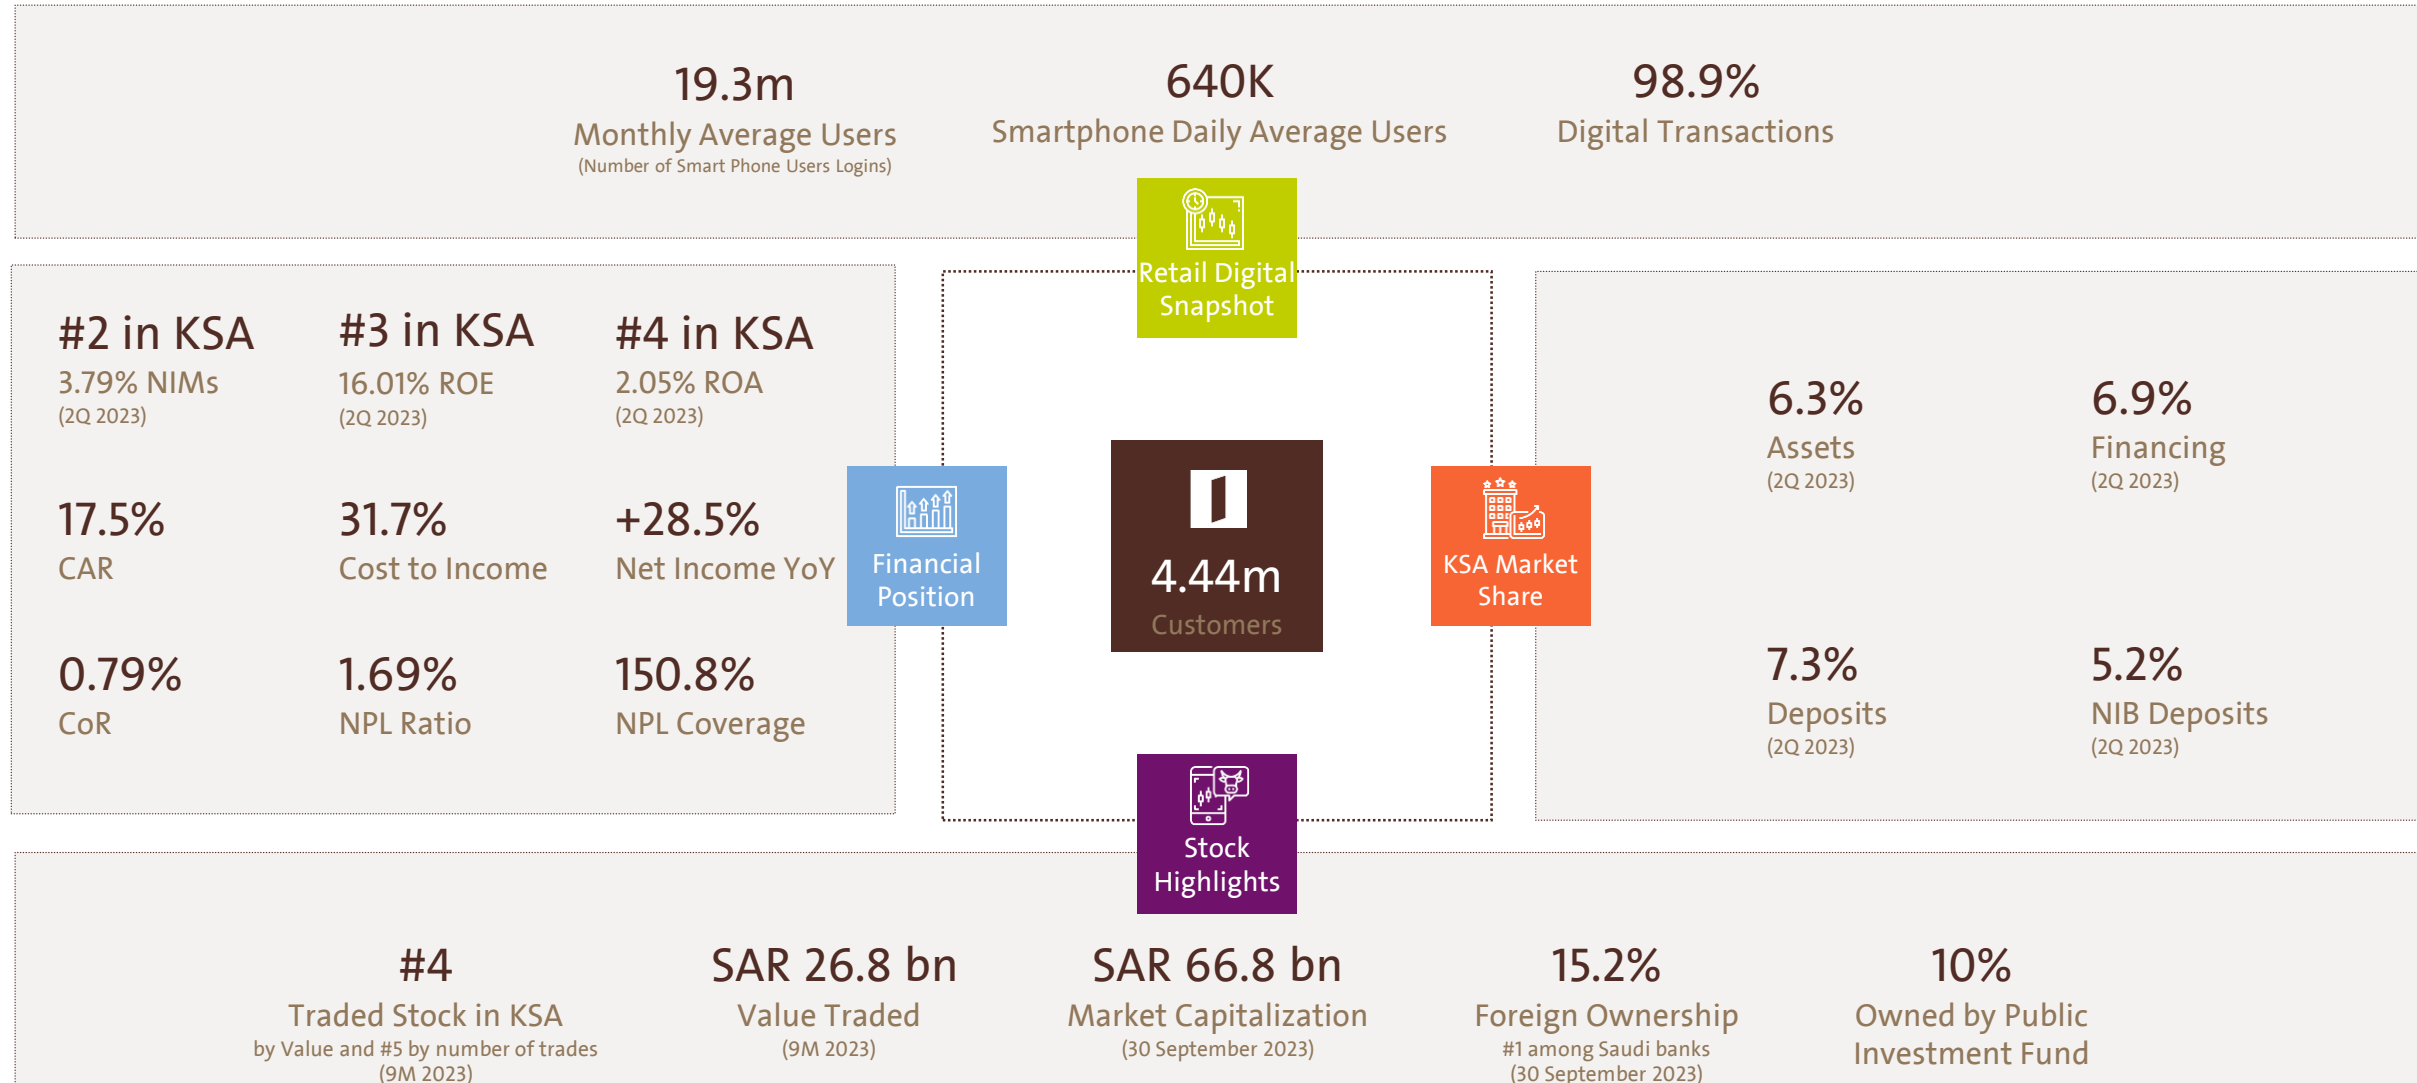 19.3m
Monthly Average Users
(Number of Smart Phone Users Logins)
640K
Smartphone Daily Average Users
98.9%
Digital Transactions
Retail Digital
Snapshot
#2 in KSA
3.79% NIMs
(2Q 2023)
#3 in KSA
16.01% ROE
(2Q 2023)
#4 in KSA
2.05% ROA
(2Q 2023)
17.5%
CAR
31.7%
Cost to Income
+28.5%
Net Income YoY
0.79%
CoR
1.69%
NPL Ratio
150.8%
NPL Coverage
Financial
Position
4.44m
Customers
KSA Market
Share
6.3%
Assets
(2Q 2023)
6.9%
Financing
(2Q 2023)
7.3%
Deposits
(2Q 2023)
5.2%
NIB Deposits
(2Q 2023)
Stock
Highlights
#4
Traded Stock in KSA
by Value and #5 by number of trades
(9M 2023)
SAR 26.8 bn
Value Traded
(9M 2023)
SAR 66.8 bn
Market Capitalization
(30 September 2023)
15.2%
Foreign Ownership
#1 among Saudi banks
(30 September 2023)
10%
Owned by Public
Investment Fund